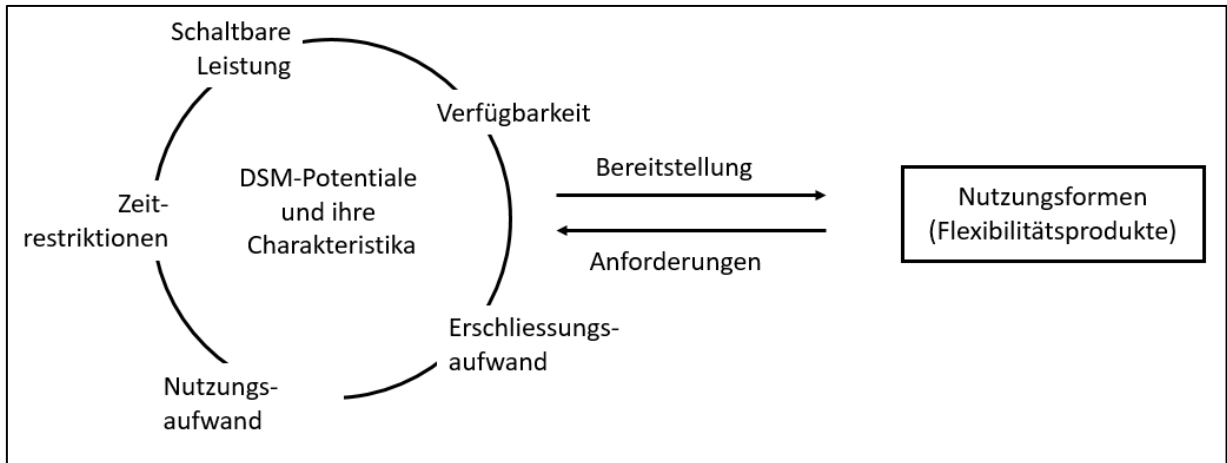 Schaltbare
Leistung
Verfügbarkeit
DSM-Potentiale
und ihre
Charakteristika
Zeit-
restriktionen
Erschliessungs-
aufwand
Nutzungs-
aufwand
Bereitstellung
Anforderungen
Nutzungsformen
(Flexibilitätsprodukte)